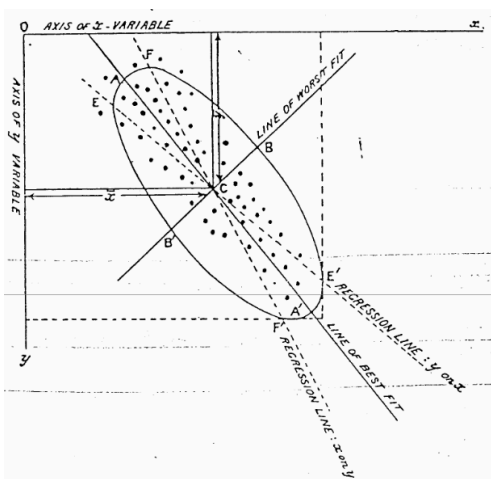 O AXIS OF x-VARIABLE x.
F
A
E
LINE OF WORST FIT
AXIS OF y VARIABLE
ȳ
B
C
x̄
B'
E'
A'
F'
REGRESSION LINE: y on x
LINE OF BEST FIT
REGRESSION LINE: x on y
y